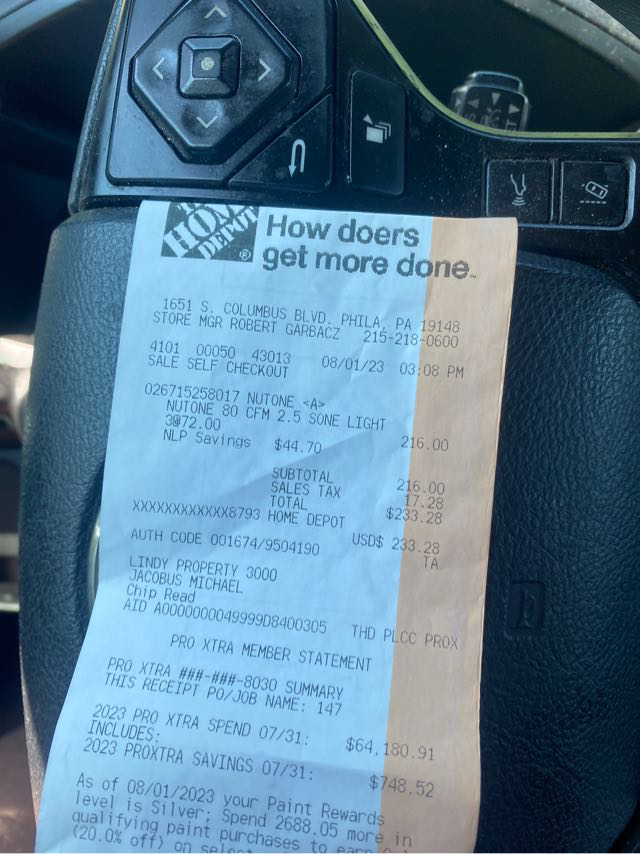 THE HOME DEPOT
How doers
get more done™
1651 S. COLUMBUS BLVD. PHILA, PA 19148
STORE MGR ROBERT GARBACZ 215-218-0600
4101 00050 43013 08/01/23 03:08 PM
SALE SELF CHECKOUT
026715258017 NUTONE <A>
NUTONE 80 CFM 2.5 SONE LIGHT
3@72.00 216.00
NLP Savings $44.70
SUBTOTAL 216.00
SALES TAX 17.28
TOTAL $233.28
XXXXXXXXXXXX8793 HOME DEPOT
USD$ 233.28
AUTH CODE 001674/9504190 TA
LINDY PROPERTY 3000
JACOBUS MICHAEL
Chip Read
AID A0000000049999D8400305 THD PLCC PROX
PRO XTRA MEMBER STATEMENT
PRO XTRA ###-###-8030 SUMMARY
THIS RECEIPT PO/JOB NAME: 147
2023 PRO XTRA SPEND 07/31: $64,180.91
INCLUDES:
2023 PROXTRA SAVINGS 07/31: $748.52
As of 08/01/2023 your Paint Rewards
level is Silver; Spend 2688.05 more in
qualifying paint purchases to earn
(20.0% off) on